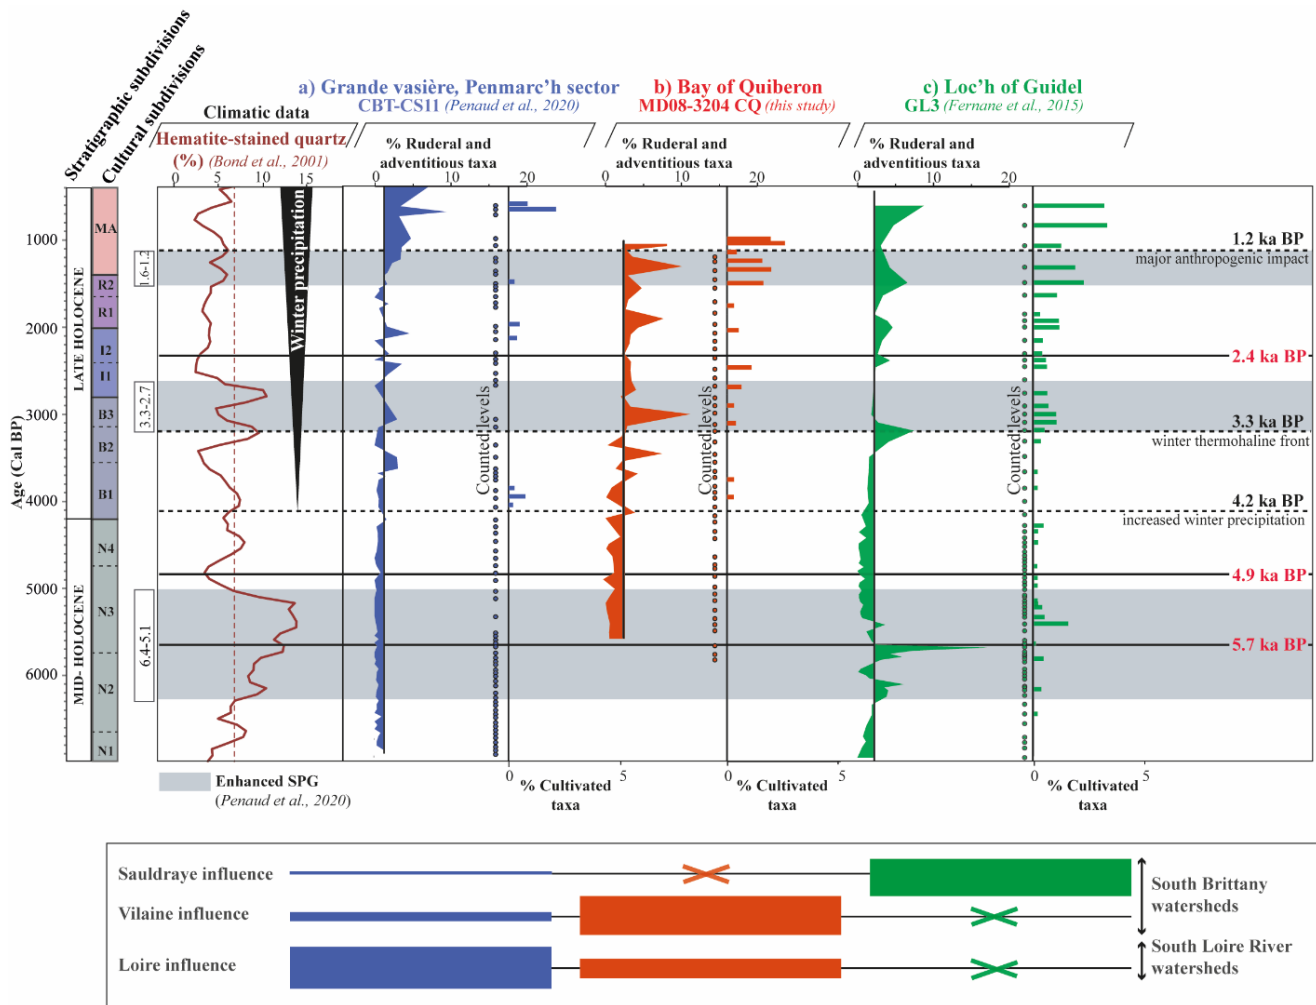 Stratigraphic subdivisions
Cultural subdivisions
Climatic data
Hematite-stained quartz
(%) (Bond et al., 2001)
0 5 10 15
a) Grande vasière, Penmarc'h sector
CBT-CS11 (Penaud et al., 2020)
% Ruderal and
adventitious taxa
0 10 20
b) Bay of Quiberon
MD08-3204 CQ (this study)
% Ruderal and
adventitious taxa
0 10 20
c) Loc'h of Guidel
GL3 (Fernane et al., 2015)
% Ruderal and
adventitious taxa
0 10 20
Age (Cal BP)
1000
2000
3000
4000
5000
6000
LATE HOLOCENE
MID- HOLOCENE
MA
R2
R1
I2
I1
B3
B2
B1
N4
N3
N2
N1
1.6-1.2
3.3-2.7
6.4-5.1
Winter precipitation
Counted levels
Counted levels
Counted levels
1.2 ka BP
major anthropogenic impact
2.4 ka BP
3.3 ka BP
winter thermohaline front
4.2 ka BP
increased winter precipitation
4.9 ka BP
5.7 ka BP
0 5
% Cultivated
taxa
0 5
% Cultivated
taxa
0 5
% Cultivated
taxa
Enhanced SPG
(Penaud et al., 2020)
Sauldraye influence
Vilaine influence
Loire influence
South Brittany
watersheds
South Loire River
watersheds